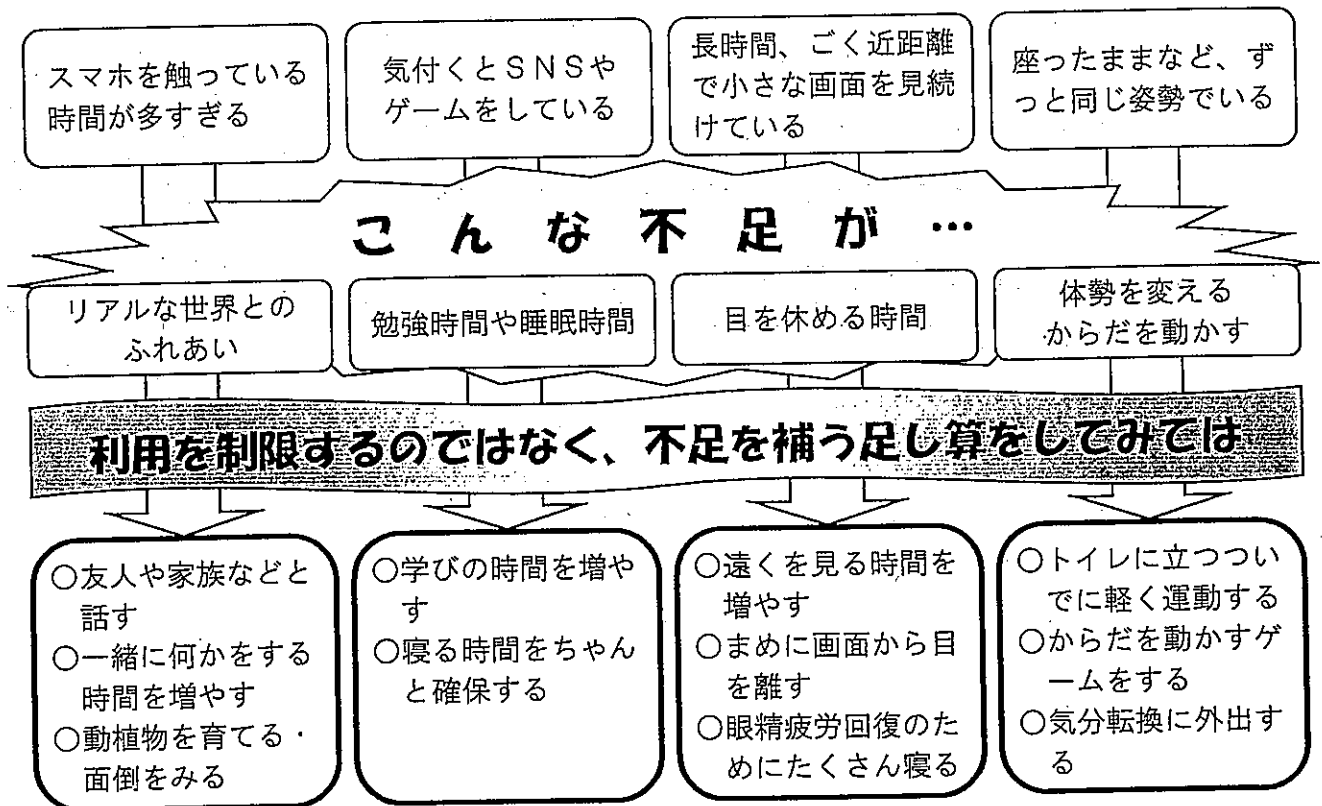 スマホを触っている
時間が多すぎる
気付くとSNSや
ゲームをしている
長時間、ごく近距離
で小さな画面を見続
けている
座ったままなど、ず
っと同じ姿勢でいる
こんな不足が…
リアルな世界との
ふれあい
勉強時間や睡眠時間
目を休める時間
体勢を変える
からだを動かす
利用を制限するのではなく、不足を補う足し算をしてみては
○友人や家族などと
話す
○一緒に何かをする
時間を増やす
○動植物を育てる・
面倒をみる
○学びの時間を増や
す
○寝る時間をちゃん
と確保する
○遠くを見る時間を
増やす
○まめに画面から目
を離す
○眼精疲労回復のた
めにたくさん寝る
○トイレに立つつい
でに軽く運動する
○からだを動かすゲ
ームをする
○気分転換に外出す
る